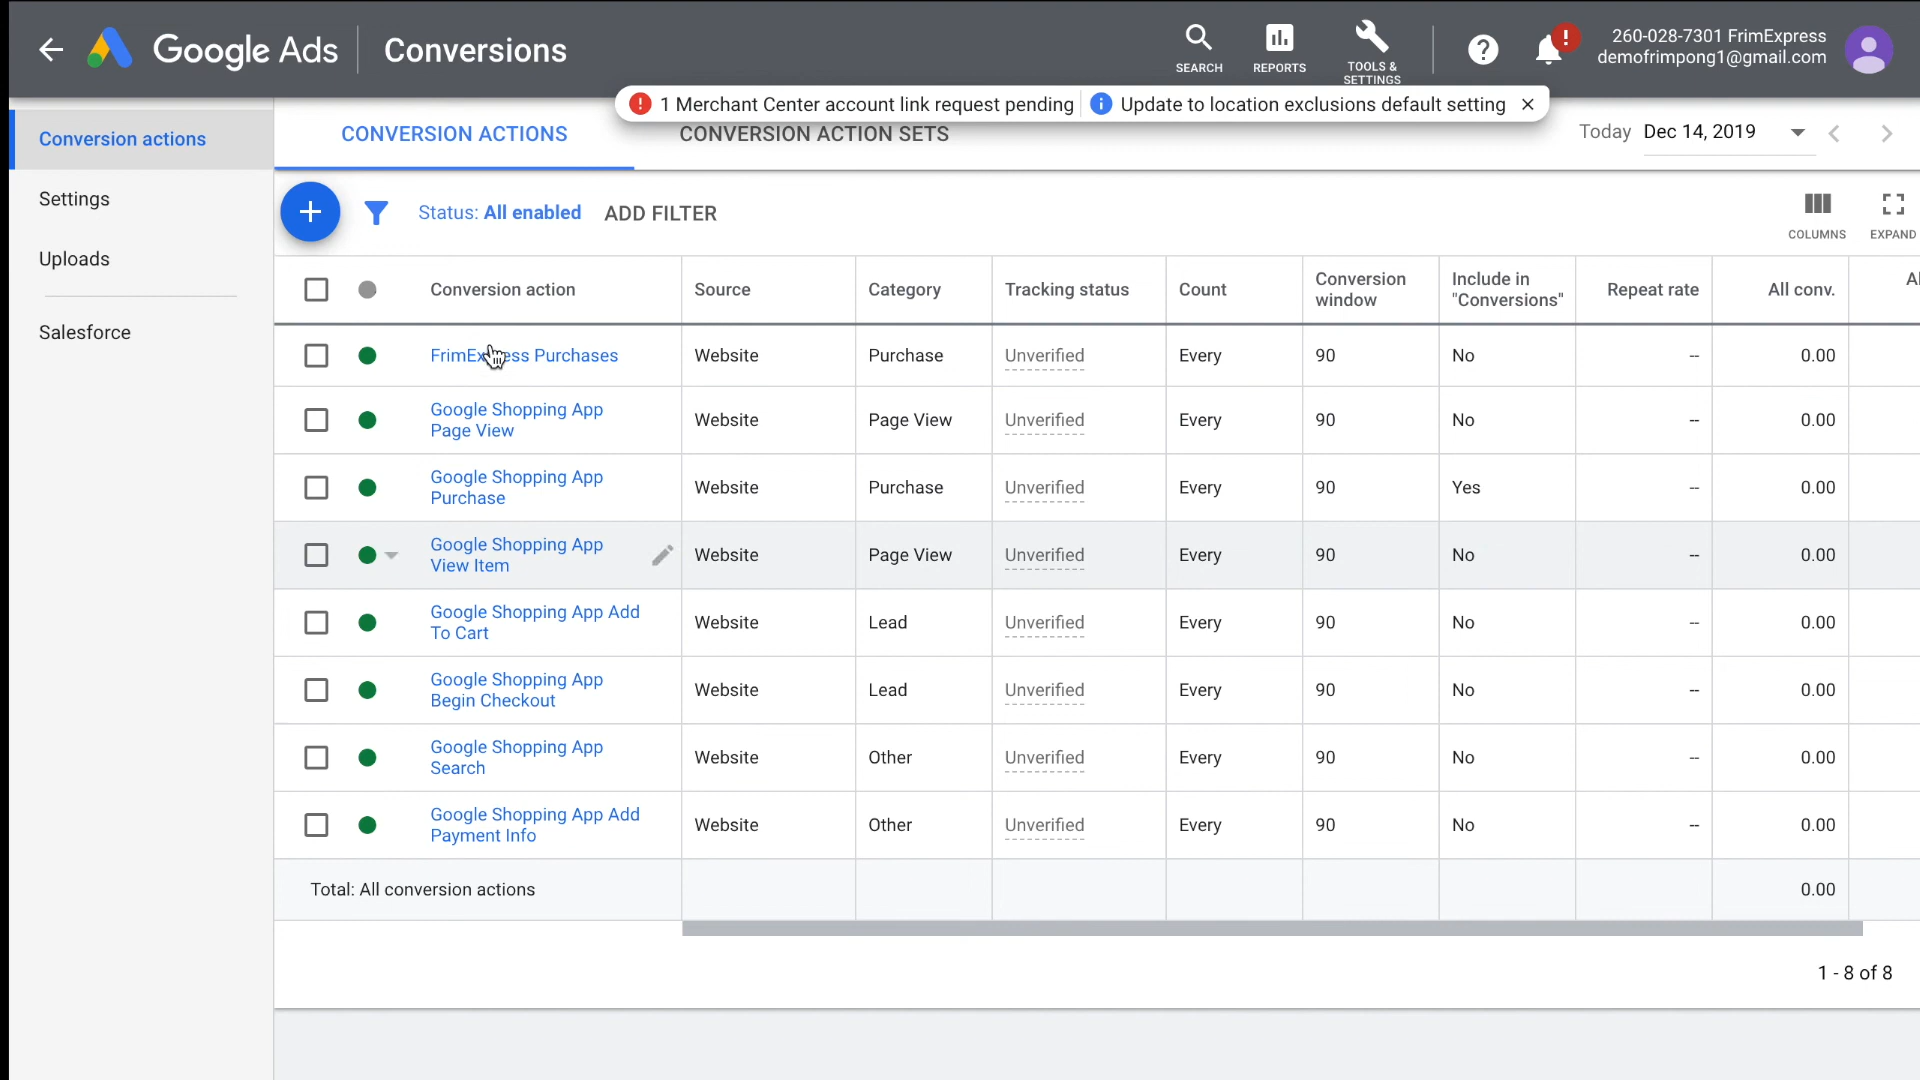 Google Ads Conversions
SEARCH
REPORTS
TOOLS &
SETTINGS
260-028-7301 FrimExpress
demofrimpong1@gmail.com
1 Merchant Center account link request pending
Update to location exclusions default setting
Conversion actions
Settings
Uploads
Salesforce
CONVERSION ACTIONS
CONVERSION ACTION SETS
Today Dec 14, 2019
Status: All enabled ADD FILTER
COLUMNS
EXPAND
Conversion action Source Category Tracking status Count Conversion window Include in "Conversions" Repeat rate All conv.
Purchases Website Purchase Unverified Every 90 No -- 0.00
Google Shopping App Page View Website Page View Unverified Every 90 No -- 0.00
Google Shopping App Purchase Website Purchase Unverified Every 90 Yes -- 0.00
Google Shopping App View Item Website Page View Unverified Every 90 No -- 0.00
Google Shopping App Add To Cart Website Lead Unverified Every 90 No -- 0.00
Google Shopping App Begin Checkout Website Lead Unverified Every 90 No -- 0.00
Google Shopping App Search Website Other Unverified Every 90 No -- 0.00
Google Shopping App Add Payment Info Website Other Unverified Every 90 No -- 0.00
Total: All conversion actions 0.00
1 - 8 of 8